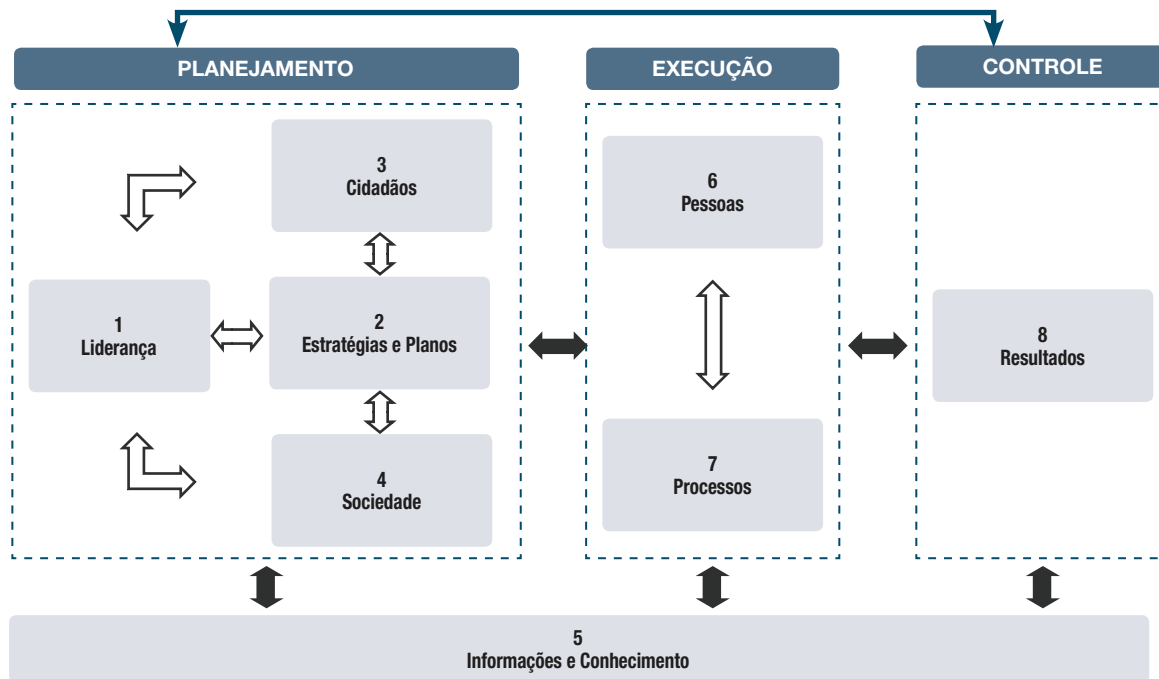 PLANEJAMENTO
EXECUÇÃO
CONTROLE
3
Cidadãos
1
Liderança
2
Estratégias e Planos
4
Sociedade
6
Pessoas
7
Processos
8
Resultados
5
Informações e Conhecimento